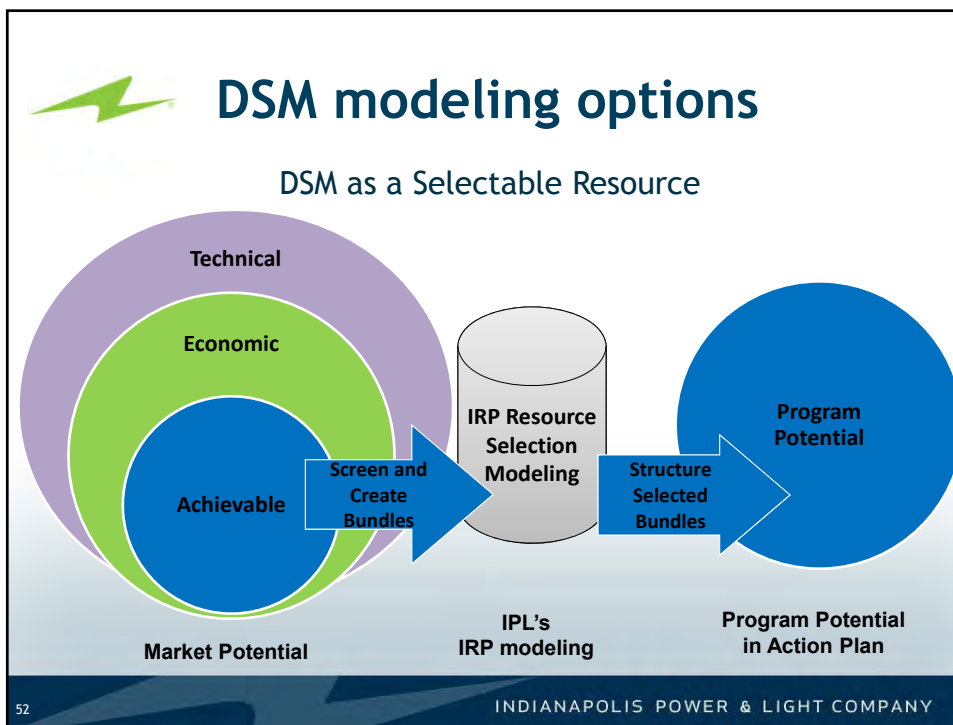 DSM modeling options
DSM as a Selectable Resource
Technical
Economic
Achievable
Screen and
Create
Bundles
IRP Resource
Selection
Modeling
Structure
Selected
Bundles
Program
Potential
Market Potential
IPL's
IRP modeling
Program Potential
in Action Plan
52
INDIANAPOLIS POWER & LIGHT COMPANY